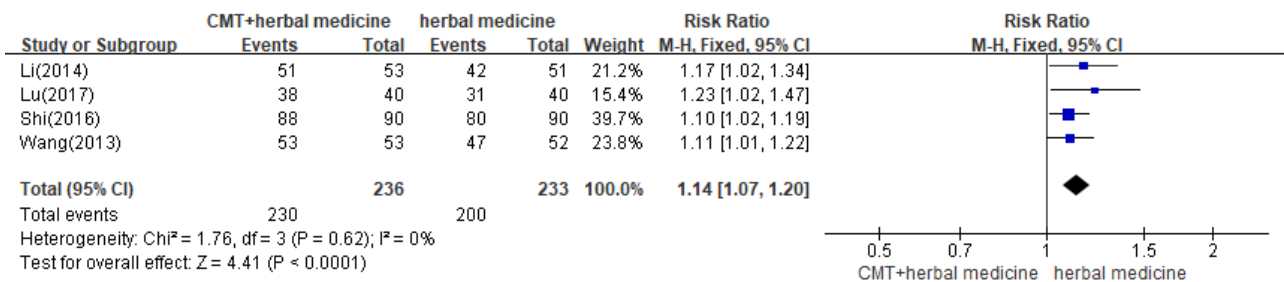 CMT+herbal medicine herbal medicine Risk Ratio Risk Ratio
Study or Subgroup Events Total Events Total Weight M-H, Fixed, 95% CI M-H, Fixed, 95% CI
Li(2014) 51 53 42 51 21.2% 1.17 [1.02, 1.34]
Lu(2017) 38 40 31 40 15.4% 1.23 [1.02, 1.47]
Shi(2016) 88 90 80 90 39.7% 1.10 [1.02, 1.19]
Wang(2013) 53 53 47 52 23.8% 1.11 [1.01, 1.22]
Total (95% CI) 236 233 100.0% 1.14 [1.07, 1.20]
Total events 230 200
Heterogeneity: Chi² = 1.76, df = 3 (P = 0.62); I² = 0%
Test for overall effect: Z = 4.41 (P < 0.0001)
0.5 0.7 1 1.5 2
CMT+herbal medicine herbal medicine